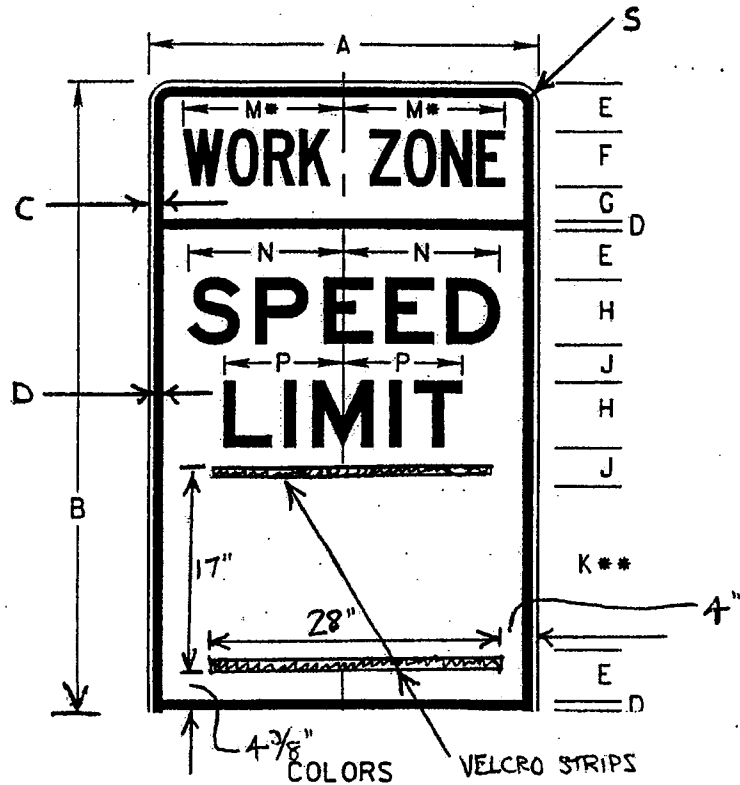 A
S
M* M*
E
WORK ZONE
F
C
G
D
N N
E
SPEED
H
P P
J
D
LIMIT
H
J
B
17"
K**
28"
4"
E
D
4 3/8"
COLORS
VELCRO STRIPS